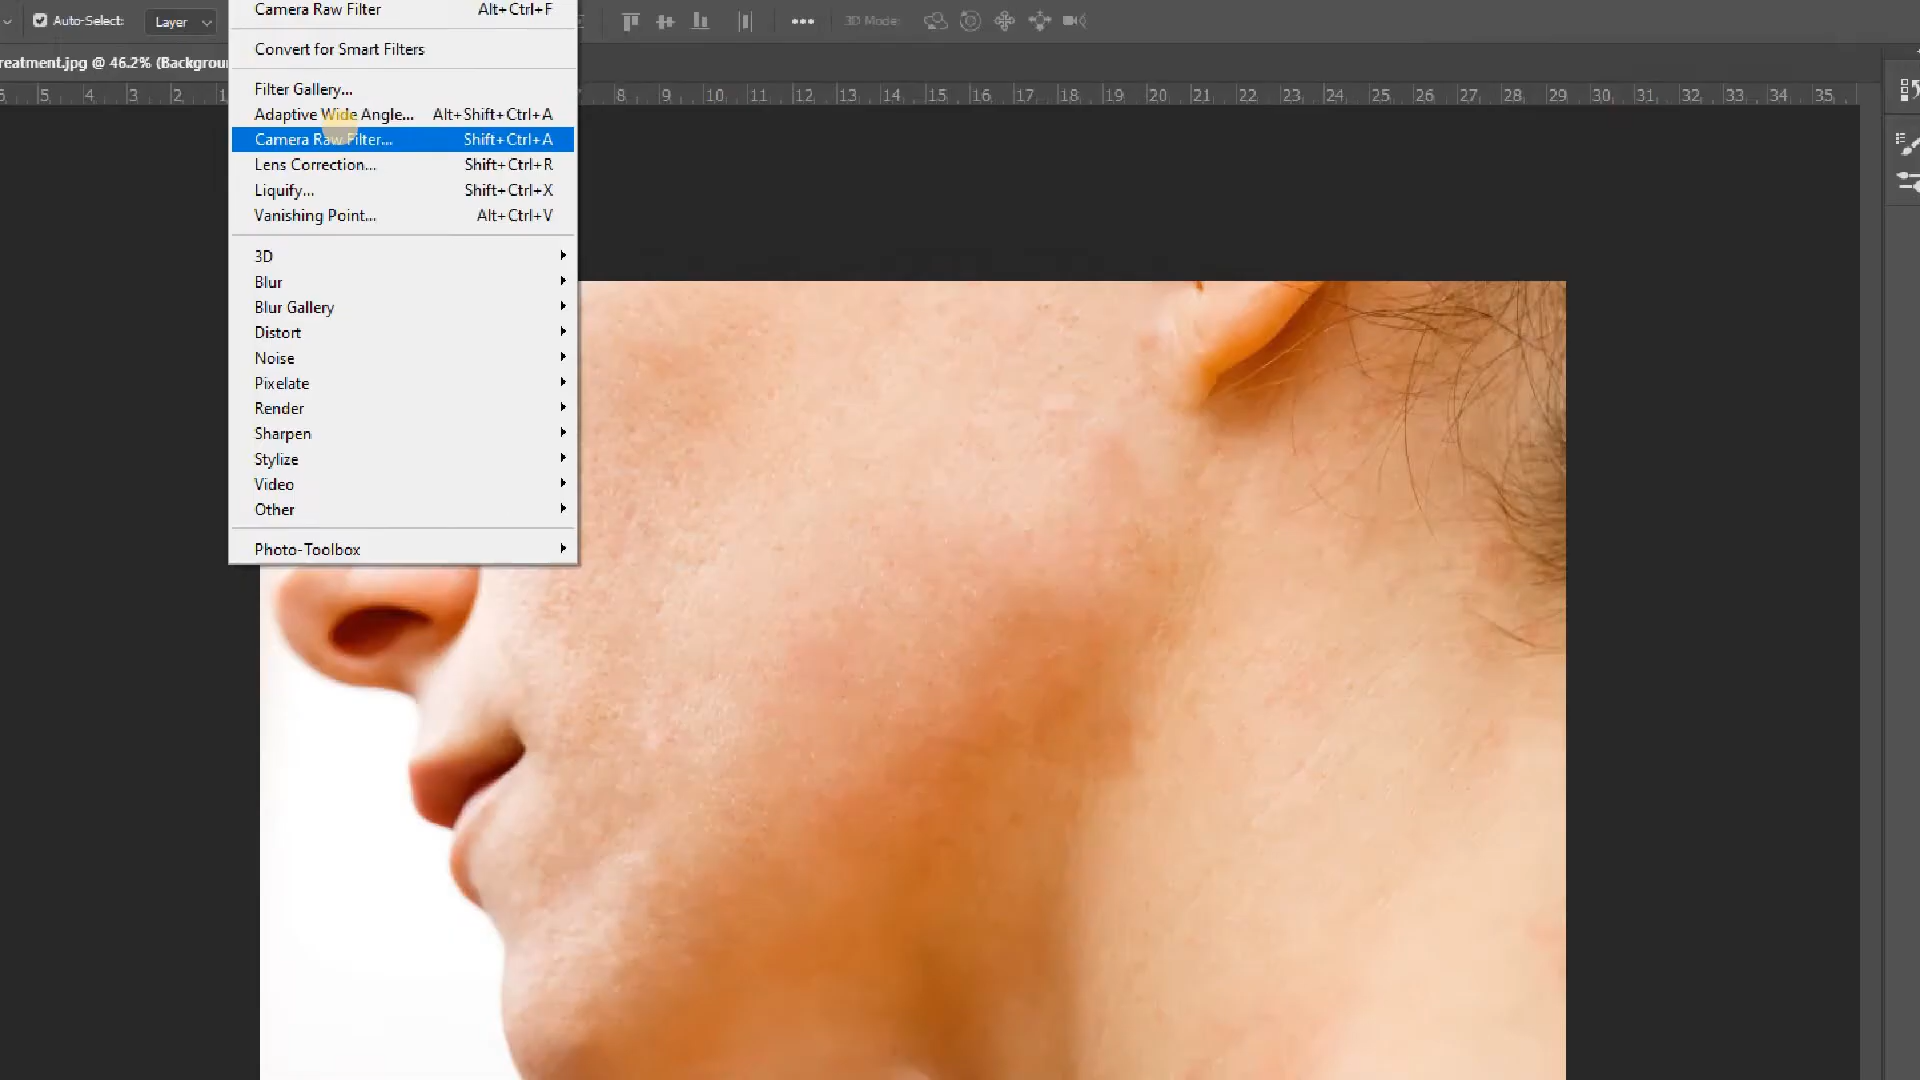 Camera Raw Filter Alt+Ctrl+F
Auto-Select: Layer 3D Mode:
Convert for Smart Filters
reatment.jpg @ 46.2% (Backgrou
Filter Gallery...
5 4 3 2 1 8 9 10 11 12 13 14 15 16 17 18 19 20 21 22 23 24 25 26 27 28 29 30 31 32 33 34 35
Adaptive Wide Angle... Alt+Shift+Ctrl+A
Camera Raw Filter... Shift+Ctrl+A
Lens Correction... Shift+Ctrl+R
Liquify... Shift+Ctrl+X
Vanishing Point... Alt+Ctrl+V
3D
Blur
Blur Gallery
Distort
Noise
Pixelate
Render
Sharpen
Stylize
Video
Other
Photo-Toolbox